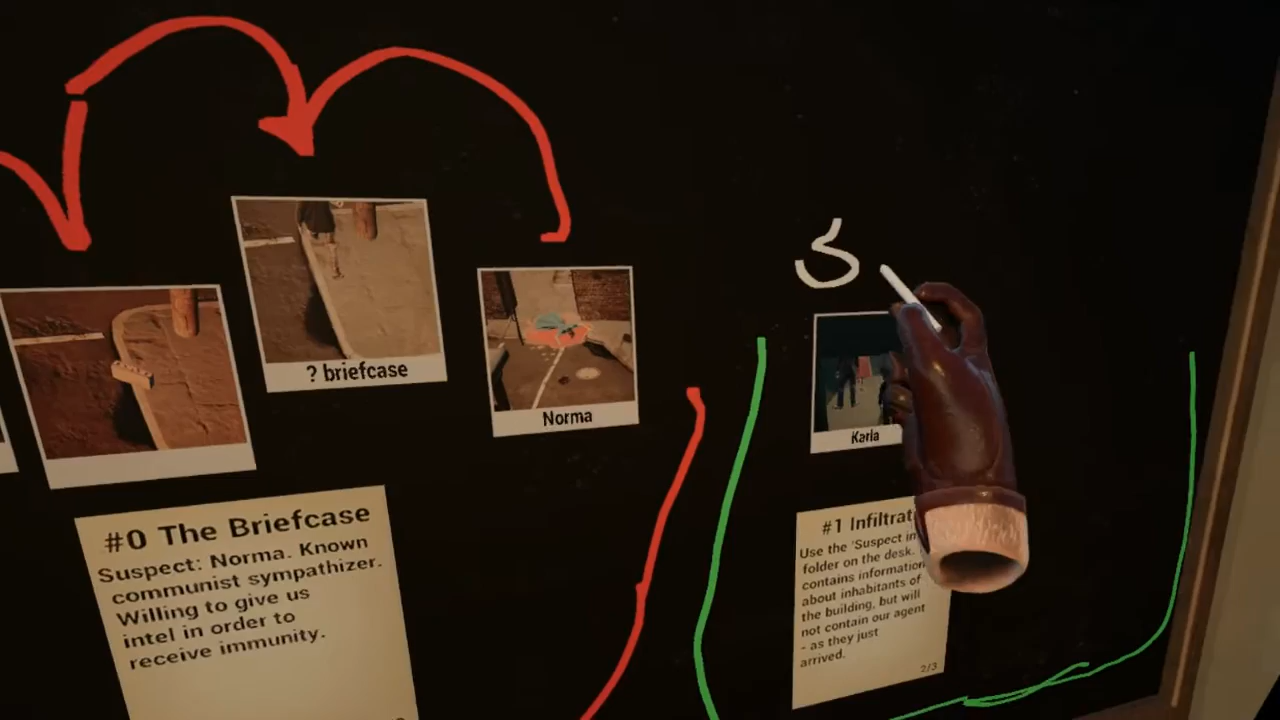 ? briefcase
Norma
Karla
#0 The Briefcase
Suspect: Norma. Known
communist sympathizer.
Willing to give us
intel in order to
receive immunity.
#1 Infiltrat
Use the 'Suspect in
folder on the desk.
contains information
about inhabitants of
the building, but will
not contain our agent
- as they just
arrived.
2/3